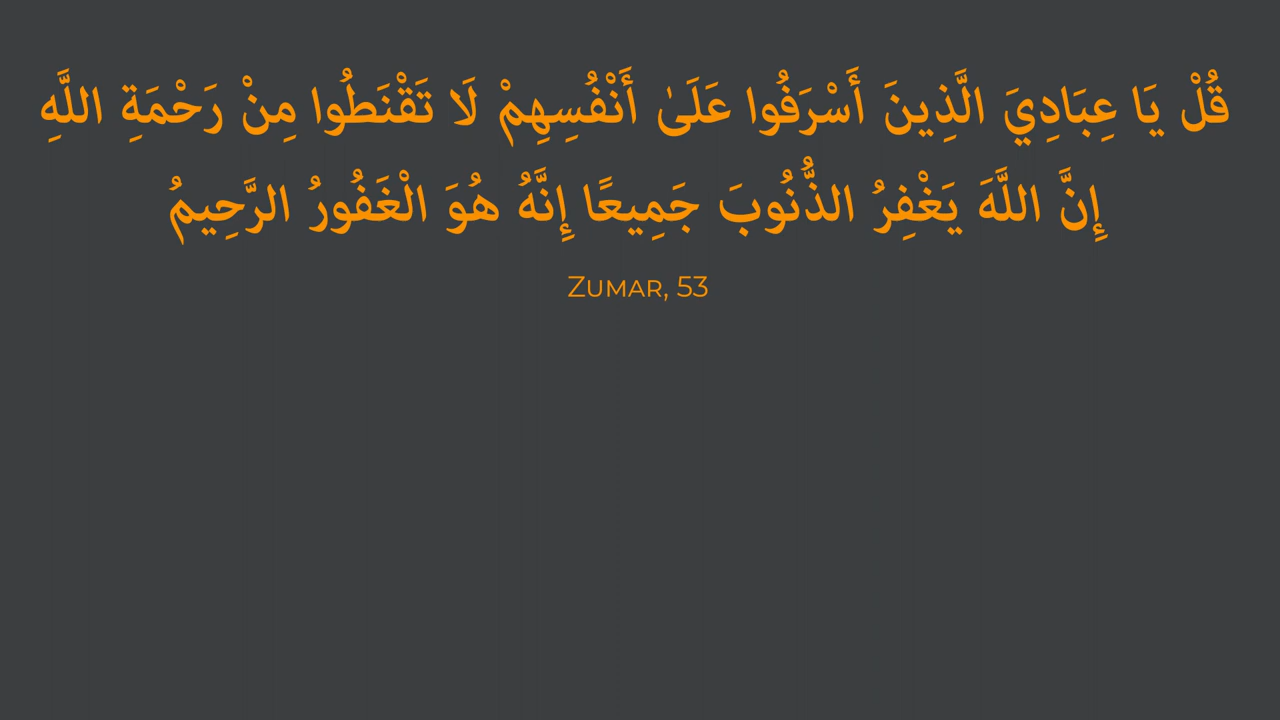 قُلْ يَا عِبَادِيَ الَّذِينَ أَسْرَفُوا عَلَىٰ أَنْفُسِهِمْ لَا تَقْنَطُوا مِنْ رَحْمَةِ اللَّهِ
إِنَّ اللَّهَ يَغْفِرُ الذُّنُوبَ جَمِيعًا إِنَّهُ هُوَ الْغَفُورُ الرَّحِيمُ
Zumar, 53